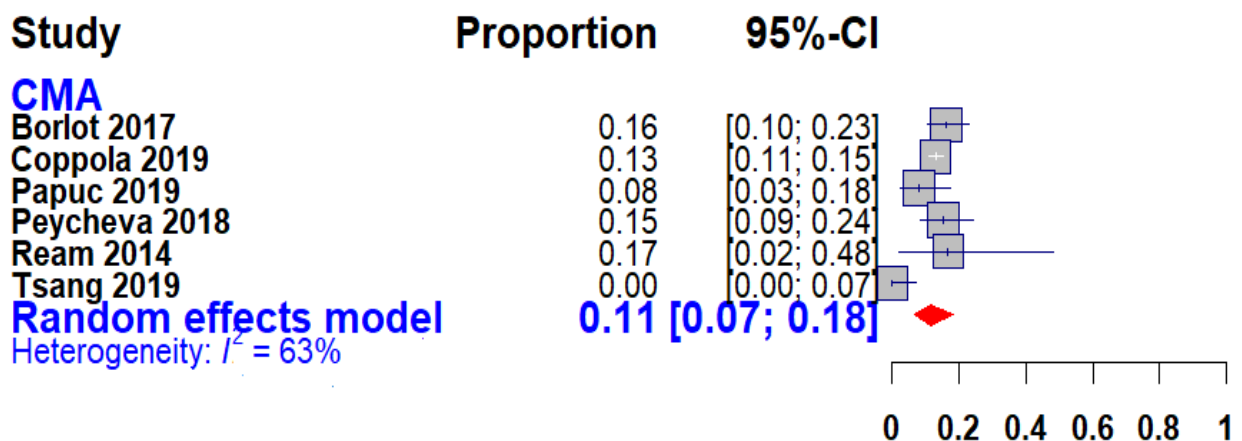 Study Proportion 95%-CI
CMA
Borlot 2017 0.16 [0.10; 0.23]
Coppola 2019 0.13 [0.11; 0.15]
Papuc 2019 0.08 [0.03; 0.18]
Peycheva 2018 0.15 [0.09; 0.24]
Ream 2014 0.17 [0.02; 0.48]
Tsang 2019 0.00 [0.00; 0.07]
Random effects model 0.11 [0.07; 0.18]
Heterogeneity: I² = 63%
0 0.2 0.4 0.6 0.8 1